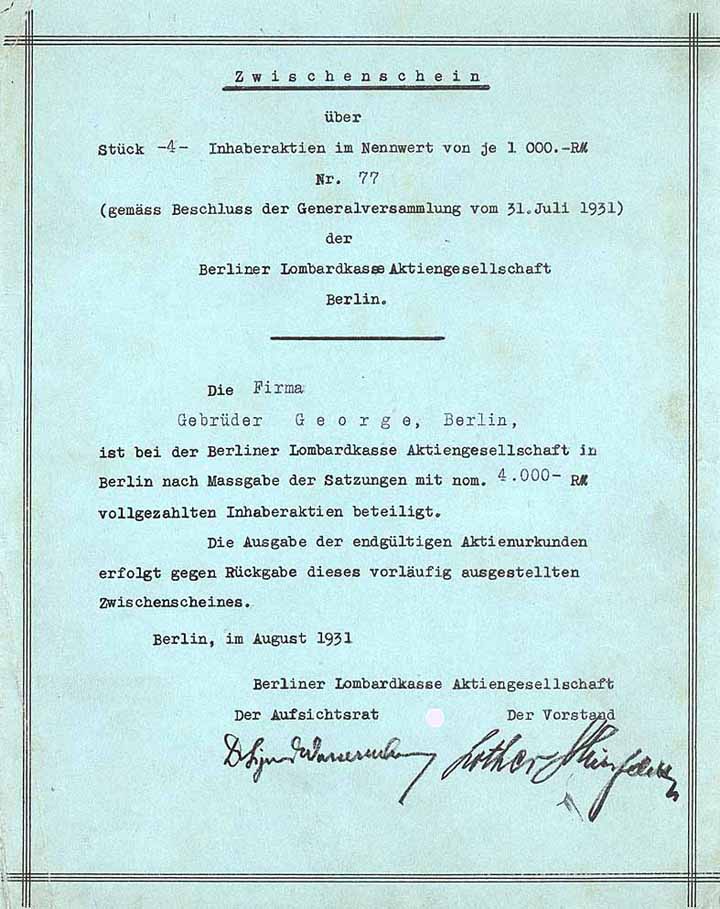 Zwischenschein
über
Stück -4- Inhaberaktien im Nennwert von je 1 000.-RM
Nr. 77
(gemäss Beschluss der Generalversammlung vom 31.Juli 1931)
der
Berliner Lombardkasse Aktiengesellschaft
Berlin.
Die Firma
Gebrüder George, Berlin,
ist bei der Berliner Lombardkasse Aktiengesellschaft in
Berlin nach Massgabe der Satzungen mit nom. 4.000- RM
vollgezahlten Inhaberaktien beteiligt.
Die Ausgabe der endgültigen Aktienurkunden
erfolgt gegen Rückgabe dieses vorläufig ausgestellten
Zwischenscheines.
Berlin, im August 1931
Berliner Lombardkasse Aktiengesellschaft
Der Aufsichtsrat Der Vorstand